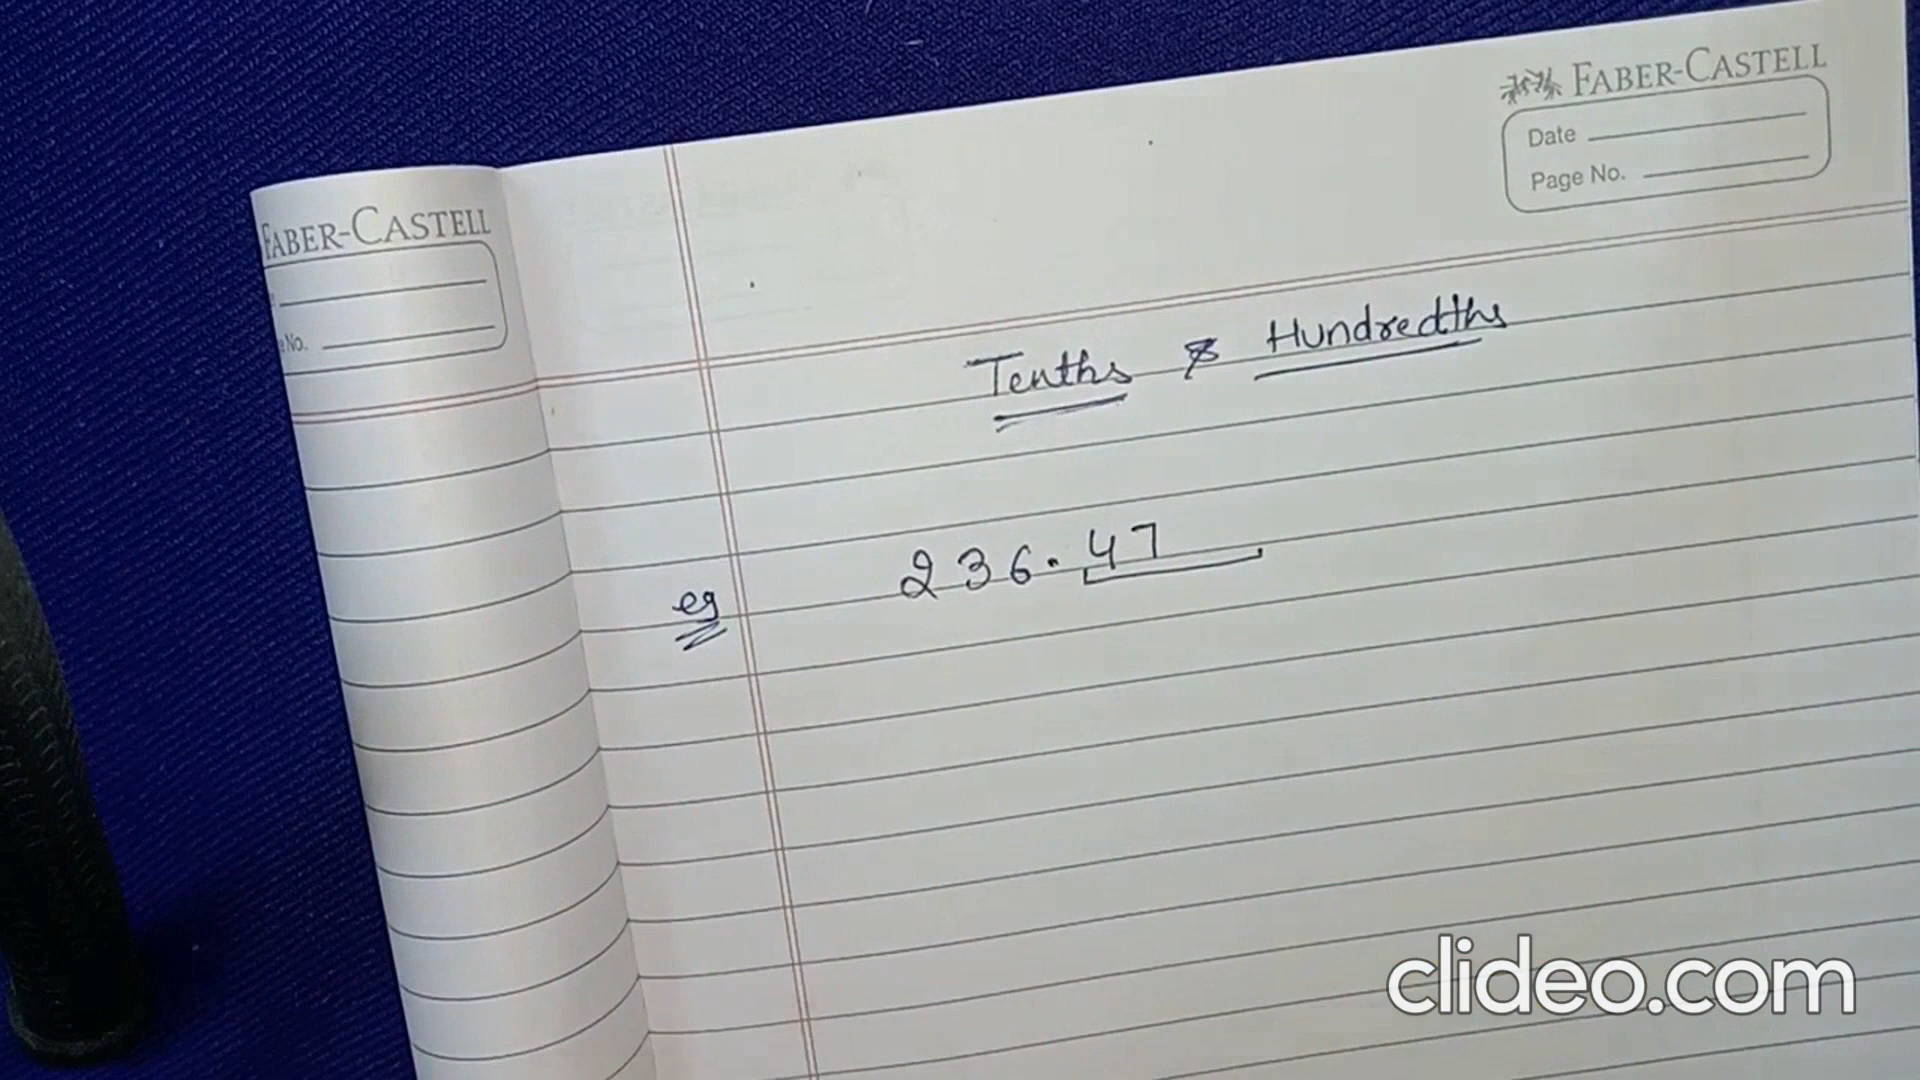 FABER-CASTELL
Date
Page No.
FABER-CASTELL
No.
Tenths & Hundredths
eg 236.47
clideo.com